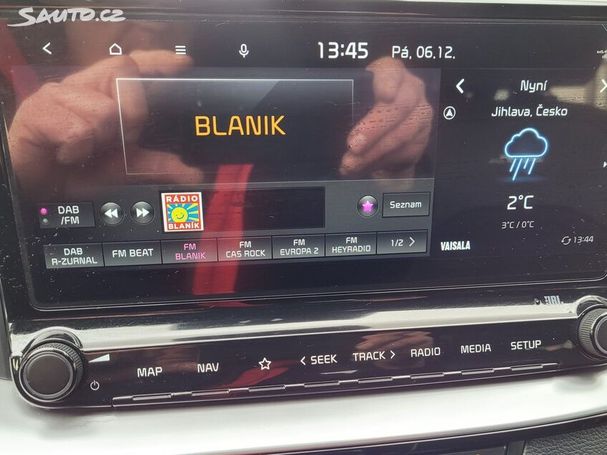 SAUTO.CZ
13:45 Pá, 06.12.
Nyní
Jihlava, Česko
BLANIK
2°C
3°C / 0°C
DAB /FM
RÁDIO
BLANÍK
Seznam
DAB R-ZURNAL
FM BEAT
FM BLANIK
FM CAS ROCK
FM EVROPA 2
FM HEYRADIO
1/2 >
VAISALA
13:44
JBL
MAP NAV < SEEK TRACK > RADIO MEDIA SETUP